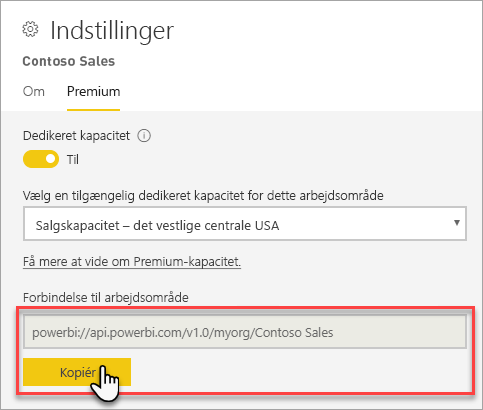 Indstillinger
Contoso Sales
Om Premium
Dedikeret kapacitet
Til
Vælg en tilgængelig dedikeret kapacitet for dette arbejdsområde
Salgskapacitet – det vestlige centrale USA
Få mere at vide om Premium-kapacitet.
Forbindelse til arbejdsområde
powerbi://api.powerbi.com/v1.0/myorg/Contoso Sales
Kopiér